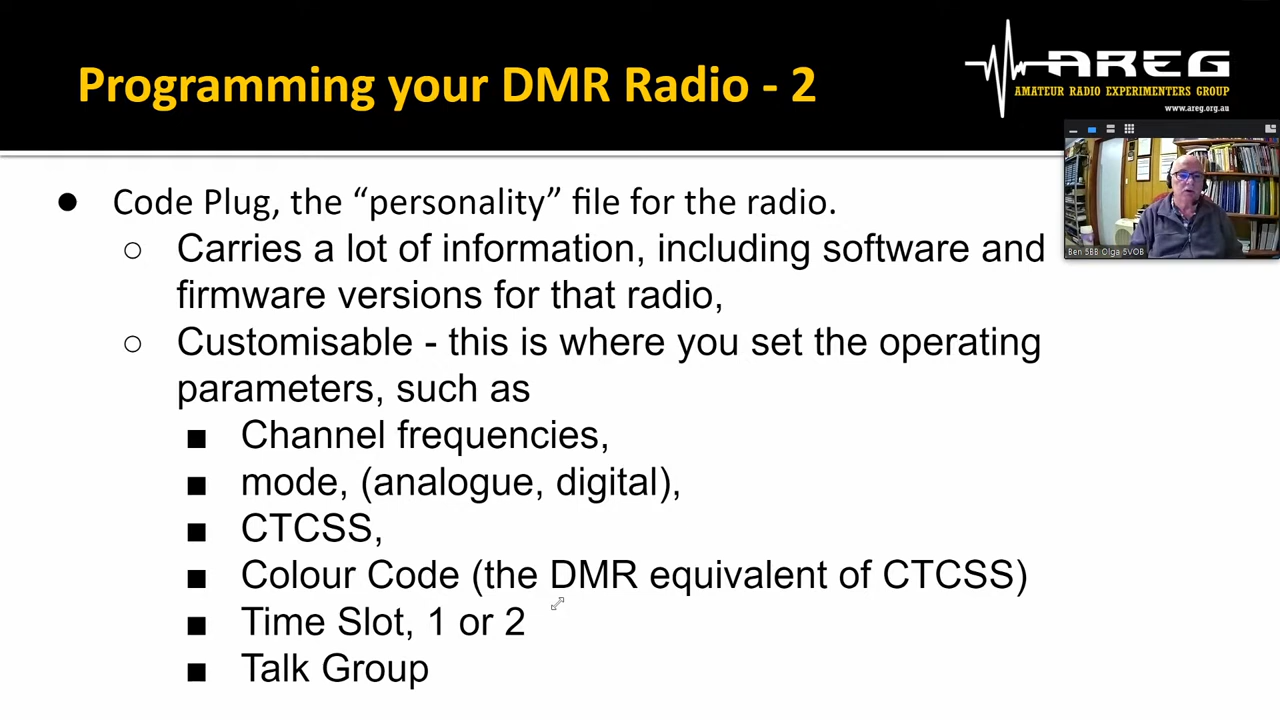 Programming your DMR Radio - 2
AREG
AMATEUR RADIO EXPERIMENTERS GROUP
www.areg.org.au
● Code Plug, the “personality” file for the radio.
○ Carries a lot of information, including software and
firmware versions for that radio,
○ Customisable - this is where you set the operating
parameters, such as
■ Channel frequencies,
■ mode, (analogue, digital),
■ CTCSS,
■ Colour Code (the DMR equivalent of CTCSS)
■ Time Slot, 1 or 2
■ Talk Group
Ben 5BB Olga 5VOB